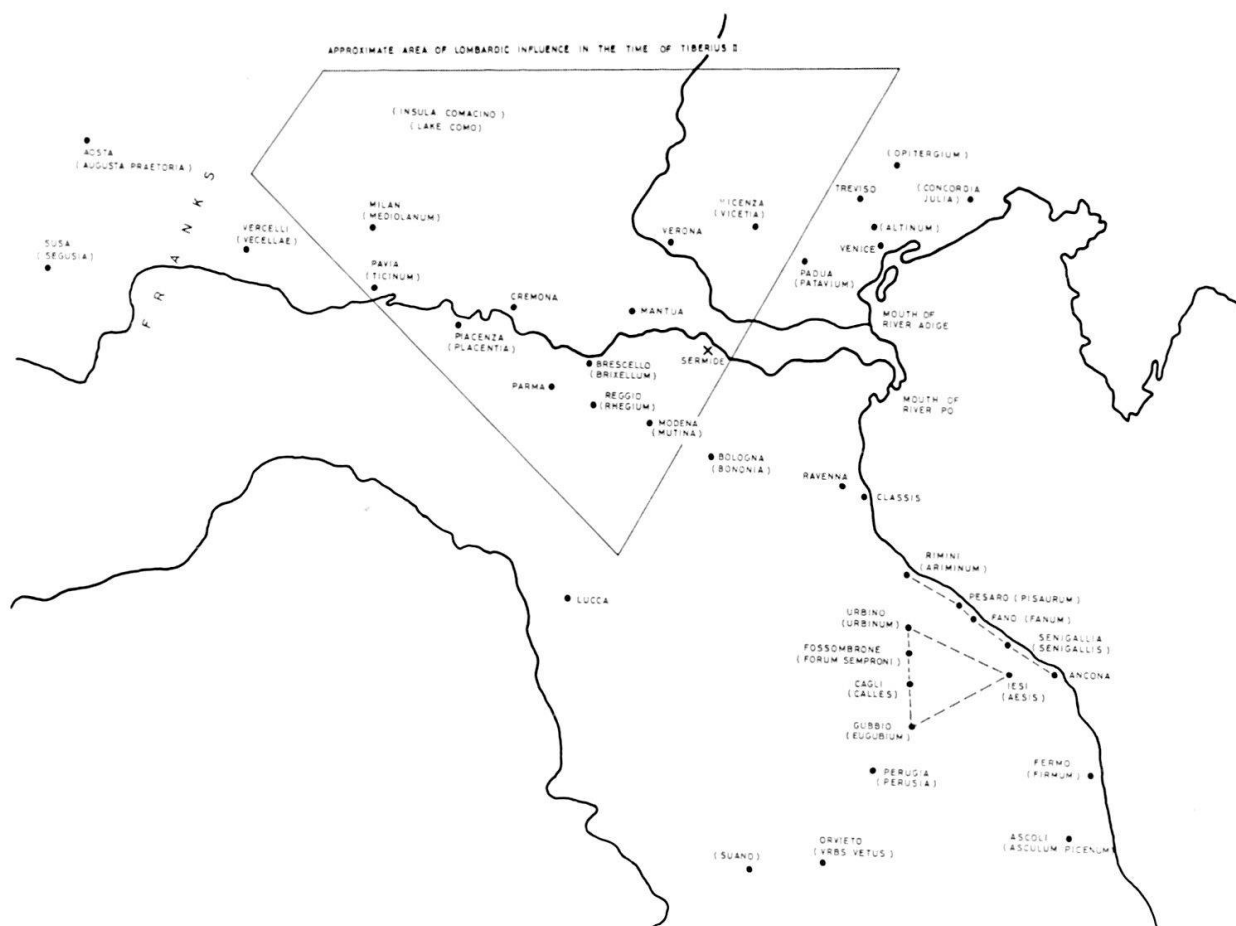 APPROXIMATE AREA OF LOMBARDIC INFLUENCE IN THE TIME OF TIBERIUS II
(INSULA COMACINO)
(LAKE COMO)
AOSTA
(AUGUSTA PRAETORIA)
FRANKS
SUSA
(SEGUSIA)
VERCELLI
(VECELLAE)
MILAN
(MEDIOLANUM)
PAVIA
(TICINUM)
CREMONA
PIACENZA
(PLACENTIA)
MANTUA
VERONA
VICENZA
(VICETIA)
(OPITERGIUM)
TREVISO
(CONCORDIA
JULIA)
(ALTINUM)
VENICE
PADUA
(PATAVIUM)
MOUTH OF
RIVER ADIGE
SERMIDE
BRESCELLO
(BRIXELLUM)
PARMA
REGGIO
(RHEGIUM)
MODENA
(MUTINA)
MOUTH OF
RIVER PO
BOLOGNA
(BONONIA)
RAVENNA
CLASSIS
RIMINI
(ARIMINUM)
LUCCA
PESARO (PISAURUM)
FANO (FANUM)
URBINO
(URBINUM)
SENIGALLIA
(SENIGALLIS)
FOSSOMBRONE
(FORUM SEMPRONI)
CAGLI
(CALLES)
IESI
(AESIS)
ANCONA
GUBBIO
(EUGUBIUM)
PERUGIA
(PERUSIA)
FERMO
(FIRMUM)
ASCOLI
(ASCULUM PICENUM)
ORVIETO
(VRBS VETUS)
(SUANO)